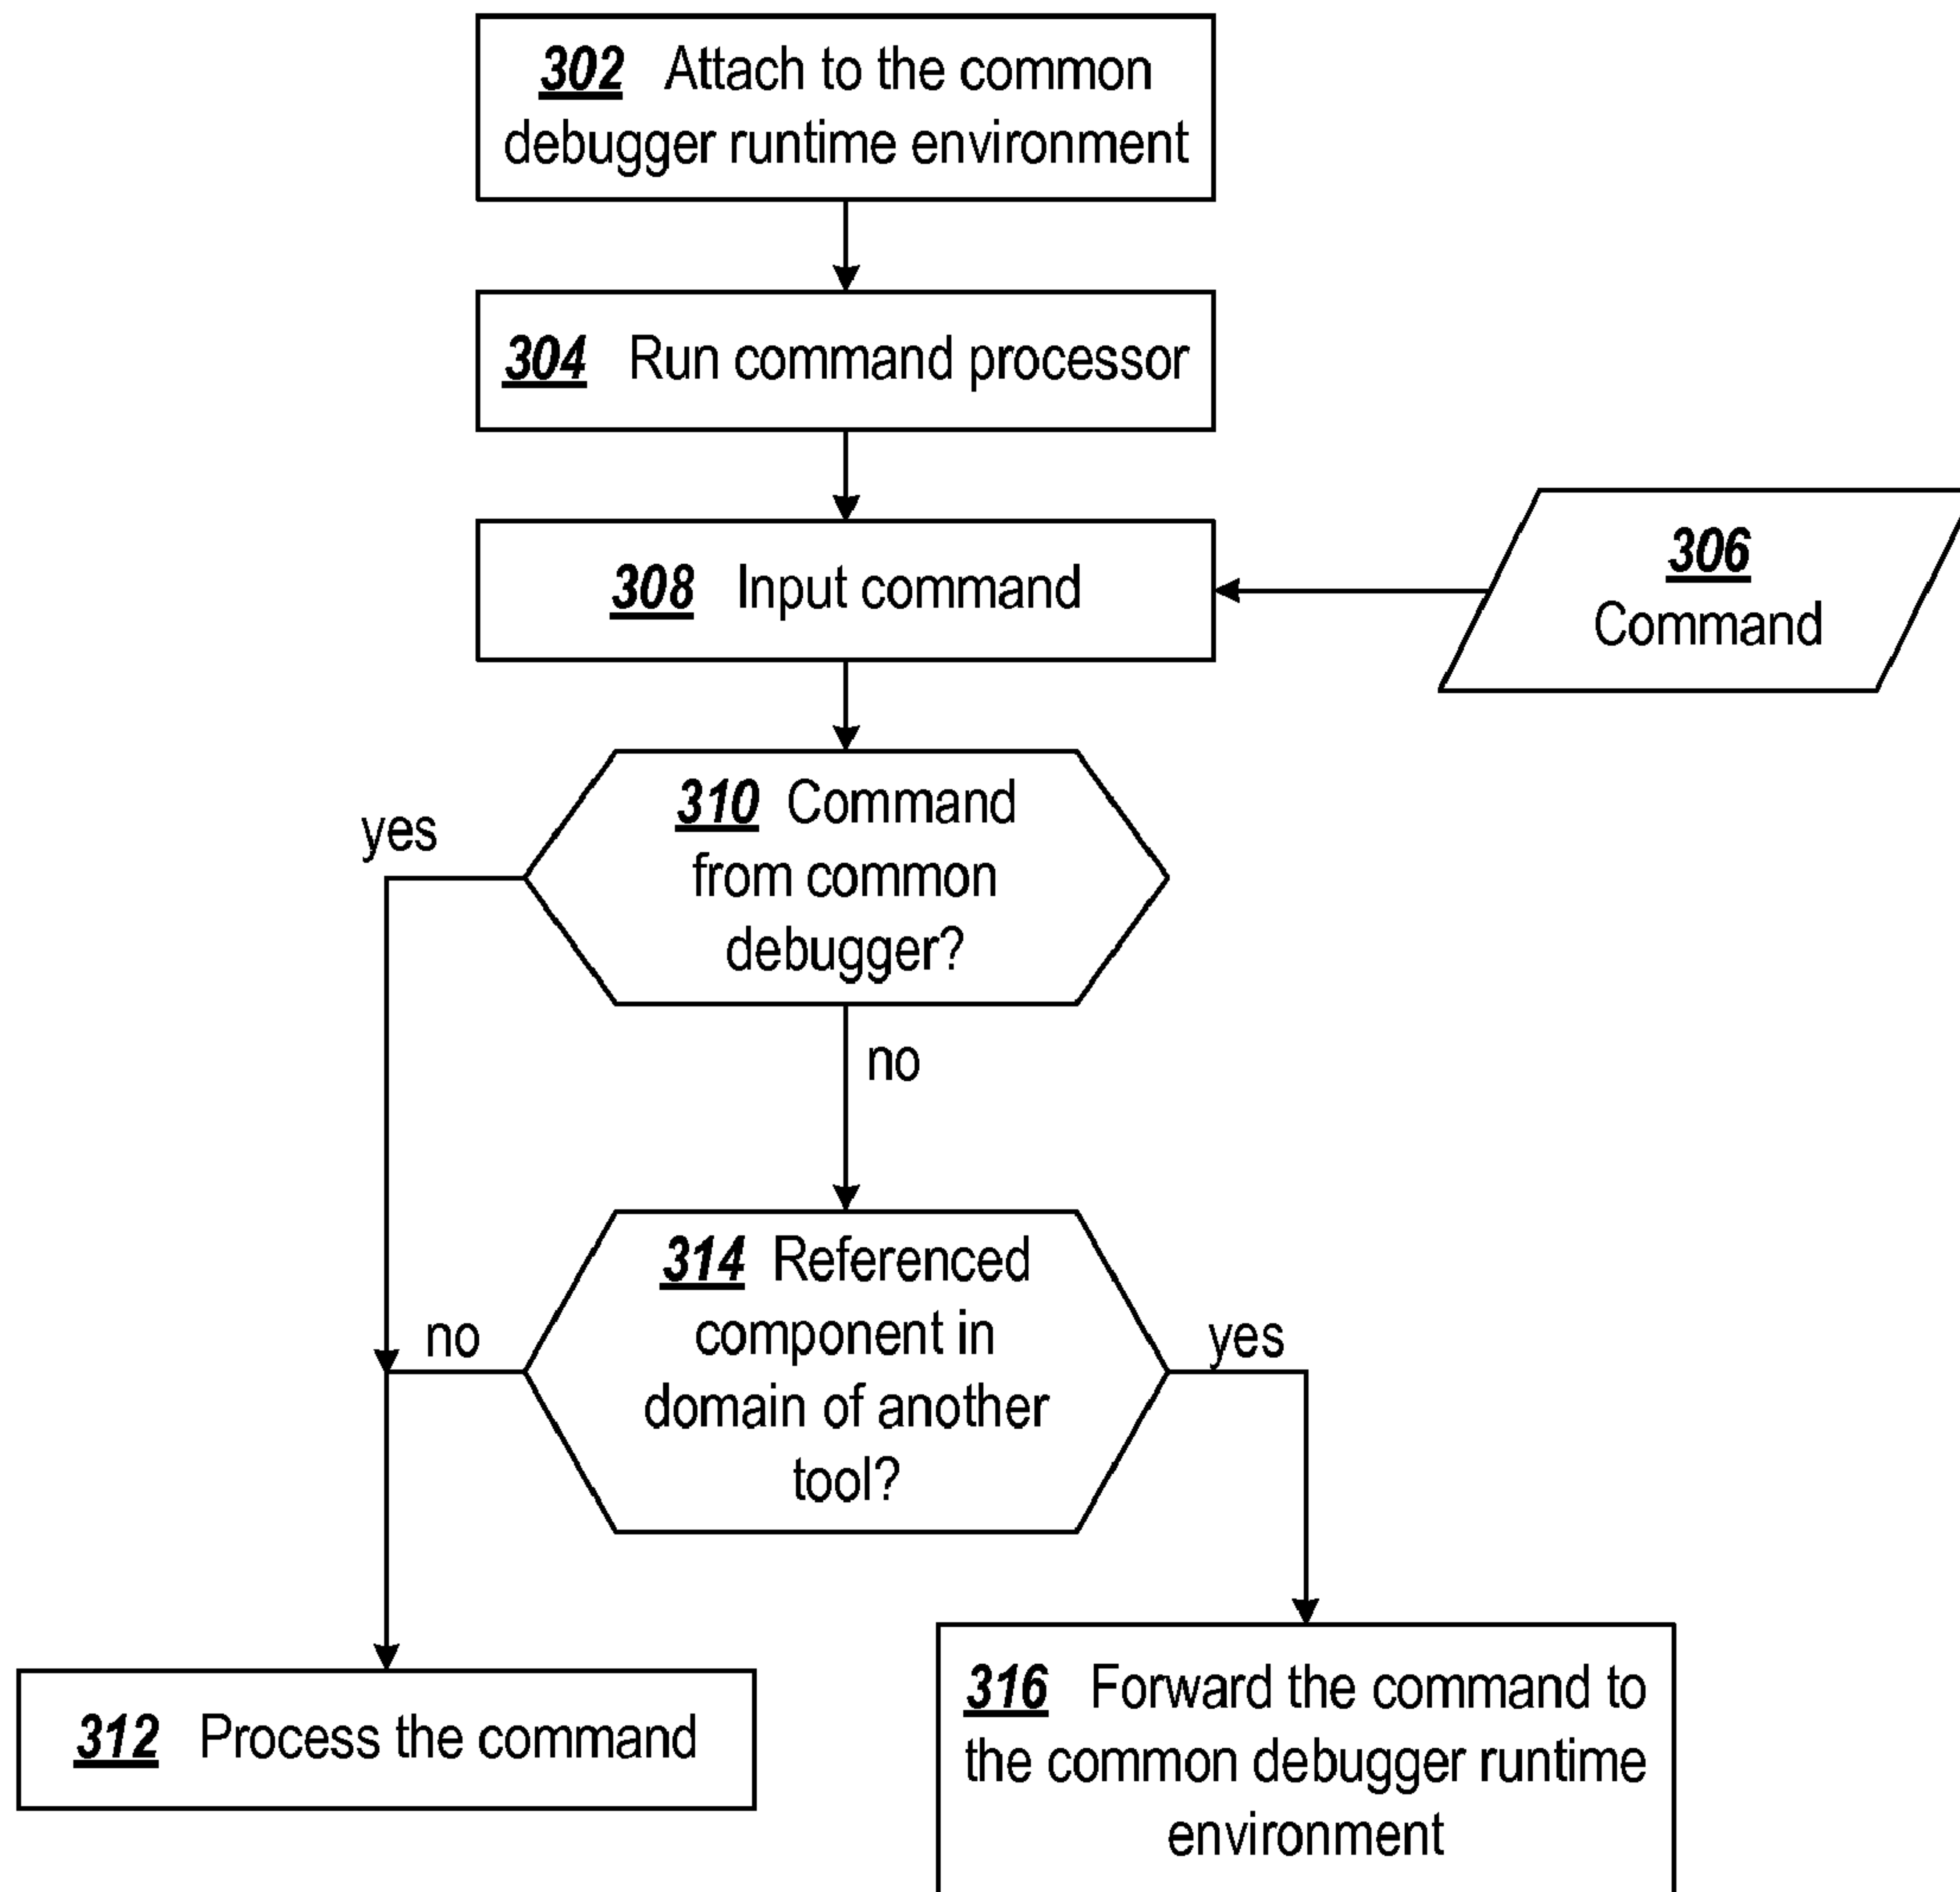 302 Attach to the common
debugger runtime environment
304 Run command processor
306
Command
308 Input command
310 Command
from common
debugger?
yes
no
314 Referenced
component in
domain of another
tool?
no
yes
312 Process the command
316 Forward the command to
the common debugger runtime
environment